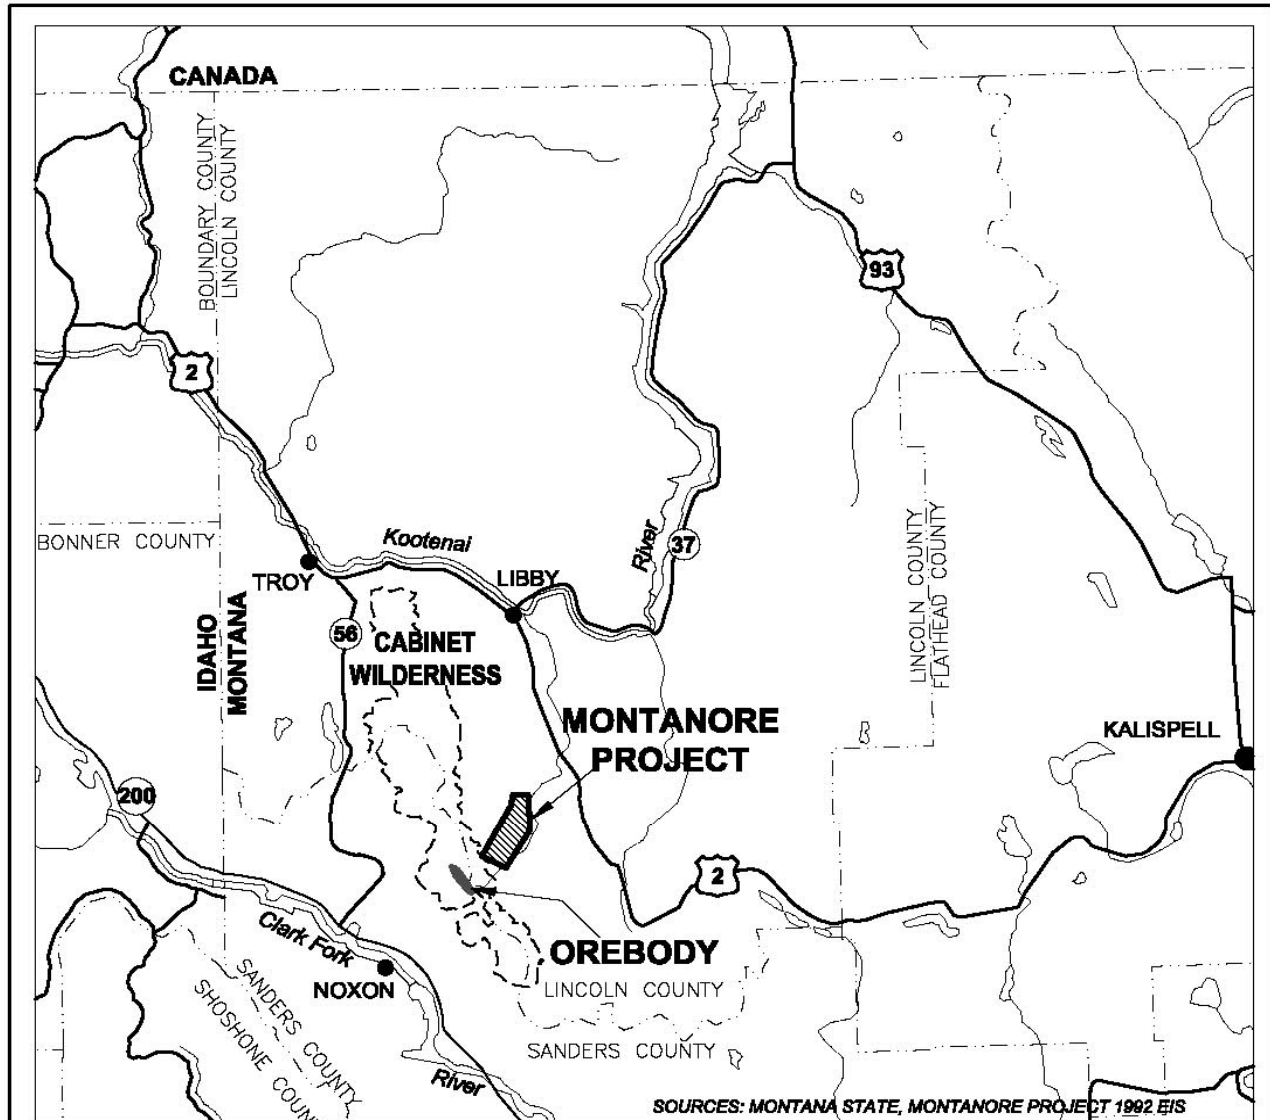 CANADA
BOUNDARY COUNTY
LINCOLN COUNTY
93
2
BONNER COUNTY
Kootenai
River
37
TROY
LIBBY
56
IDAHO
MONTANA
CABINET
WILDERNESS
LINCOLN COUNTY
FLATHEAD COUNTY
MONTANORE
PROJECT
KALISPELL
200
2
Clark Fork
OREBODY
NOXON
LINCOLN COUNTY
SANDERS COUNTY
SHOSHONE COUN
SANDERS COUNTY
River
SOURCES: MONTANA STATE, MONTANORE PROJECT 1992 EIS